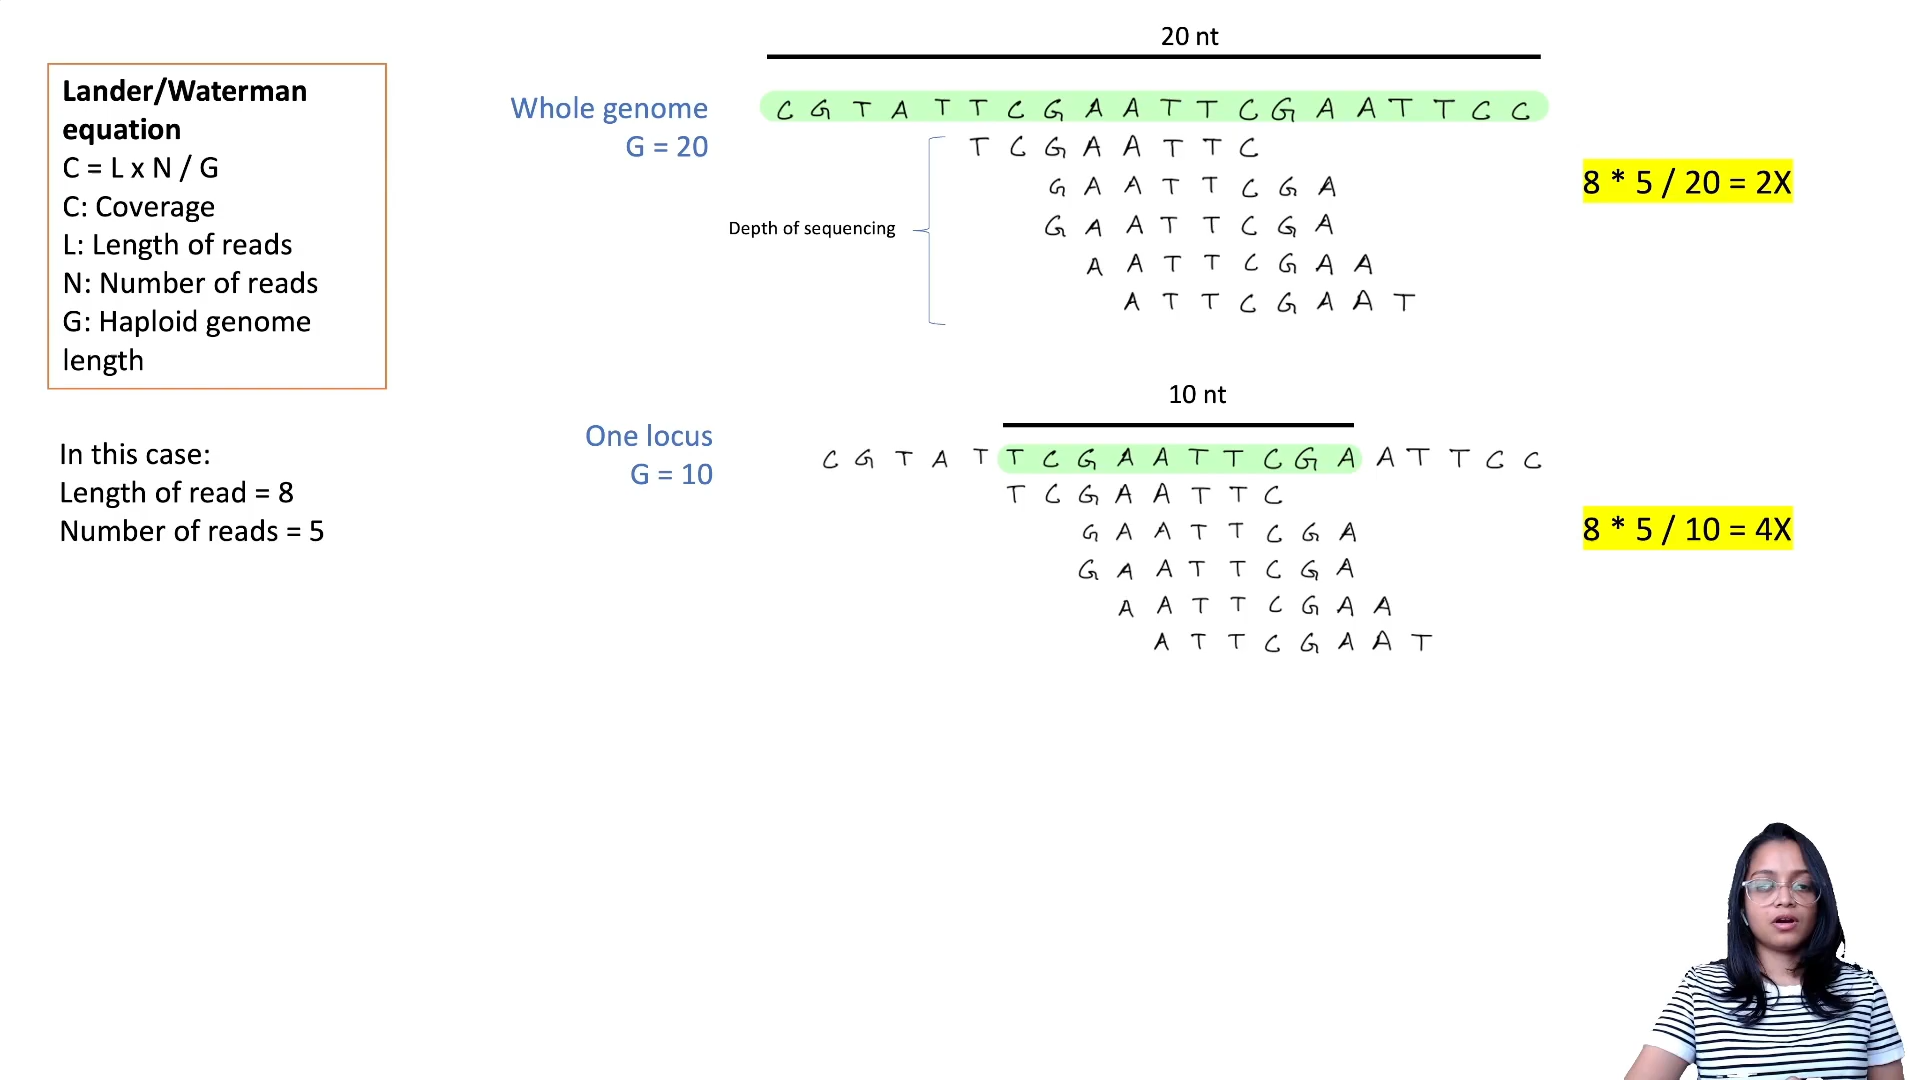 Lander/Waterman
equation
C = L x N / G
C: Coverage
L: Length of reads
N: Number of reads
G: Haploid genome
length
In this case:
Length of read = 8
Number of reads = 5
20 nt
Whole genome
G = 20
C G T A T T C G A A T T C G A A T T C C
T C G A A T T C
G A A T T C G A
G A A T T C G A
A A T T C G A A
A T T C G A A T
Depth of sequencing
8 * 5 / 20 = 2X
10 nt
One locus
G = 10
C G T A T T C G A A T T C G A A T T C C
T C G A A T T C
G A A T T C G A
G A A T T C G A
A A T T C G A A
A T T C G A A T
8 * 5 / 10 = 4X